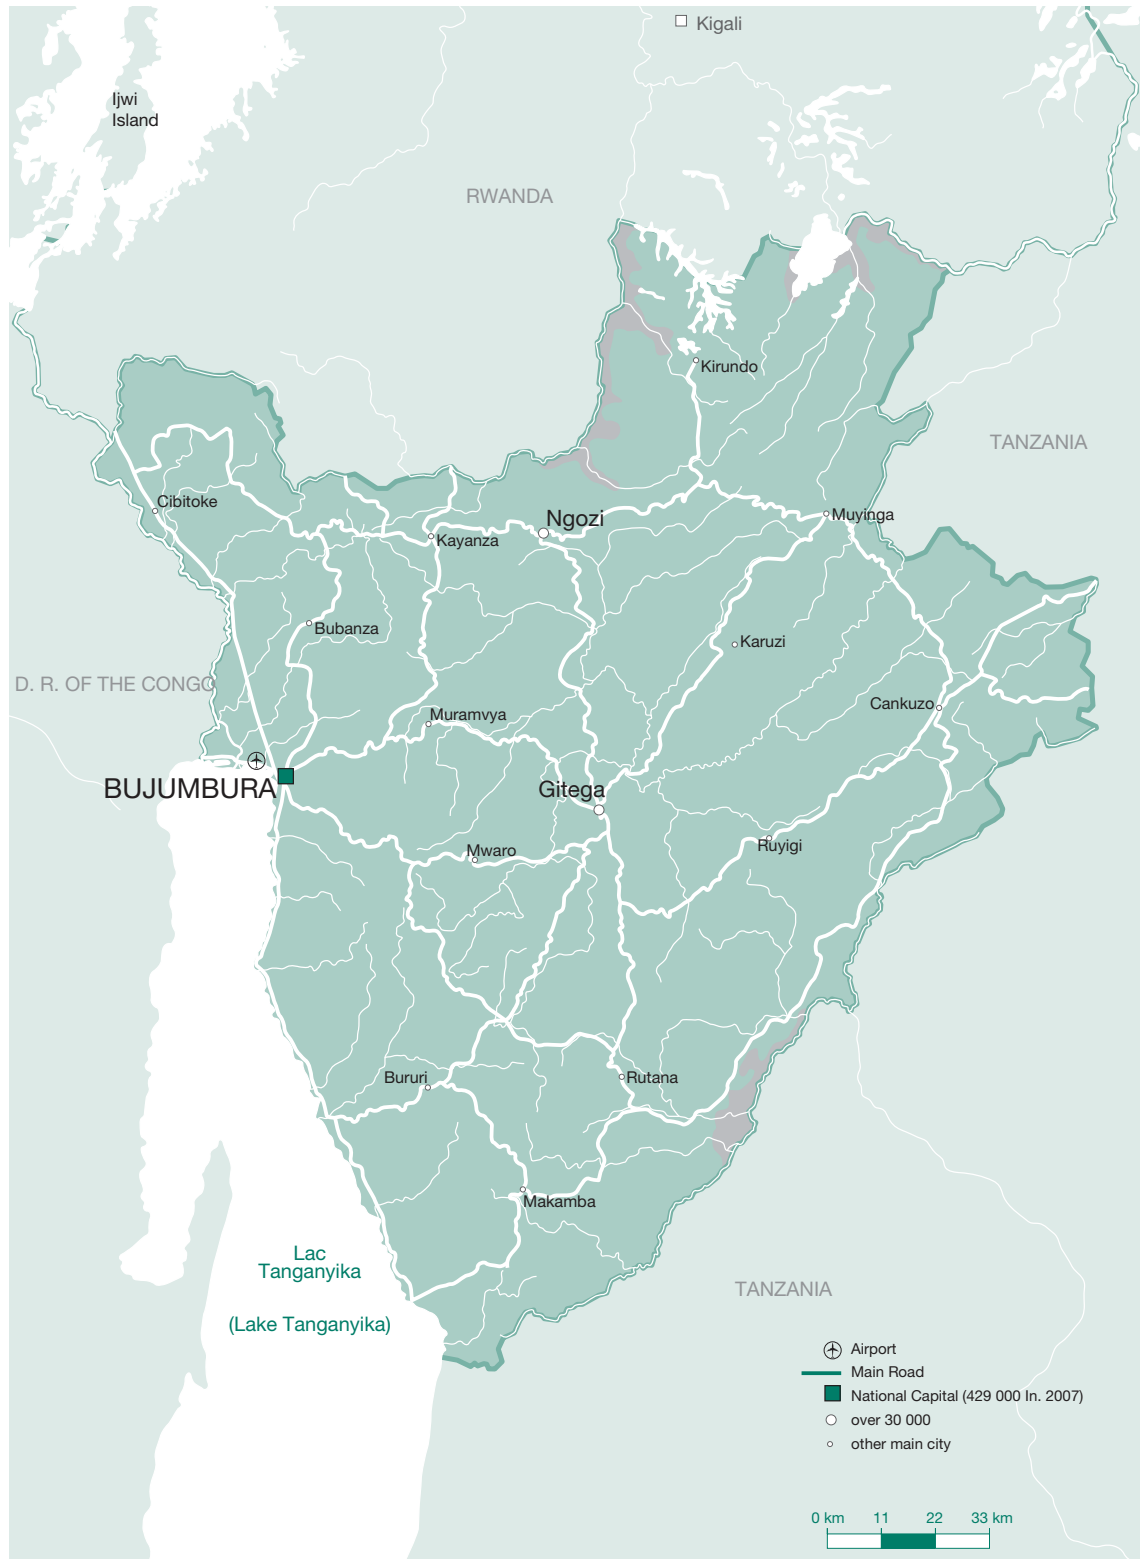 Kigali
Ijwi
Island
RWANDA
Kirundo
TANZANIA
Cibitoke
Ngozi
Muyinga
Kayanza
Bubanza
Karuzi
D. R. OF THE CONGO
Cankuzo
Muramvya
BUJUMBURA
Gitega
Ruyigi
Mwaro
Bururi
Rutana
Makamba
Lac
Tanganyika
(Lake Tanganyika)
TANZANIA
Airport
Main Road
National Capital (429 000 In. 2007)
over 30 000
other main city
0 km 11 22 33 km